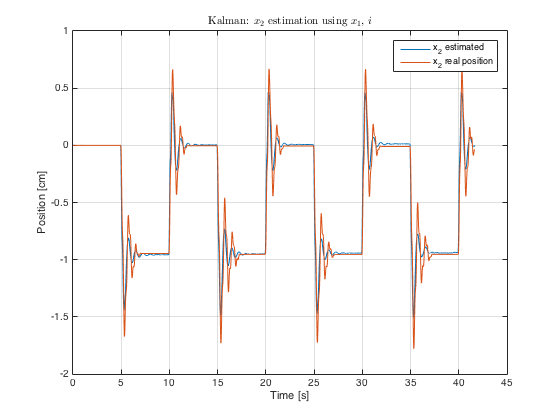 Kalman: x₂ estimation using x₁, i
x₂ estimated
x₂ real position
1
0.5
0
-0.5
-1
-1.5
-2
Position [cm]
0 5 10 15 20 25 30 35 40 45
Time [s]